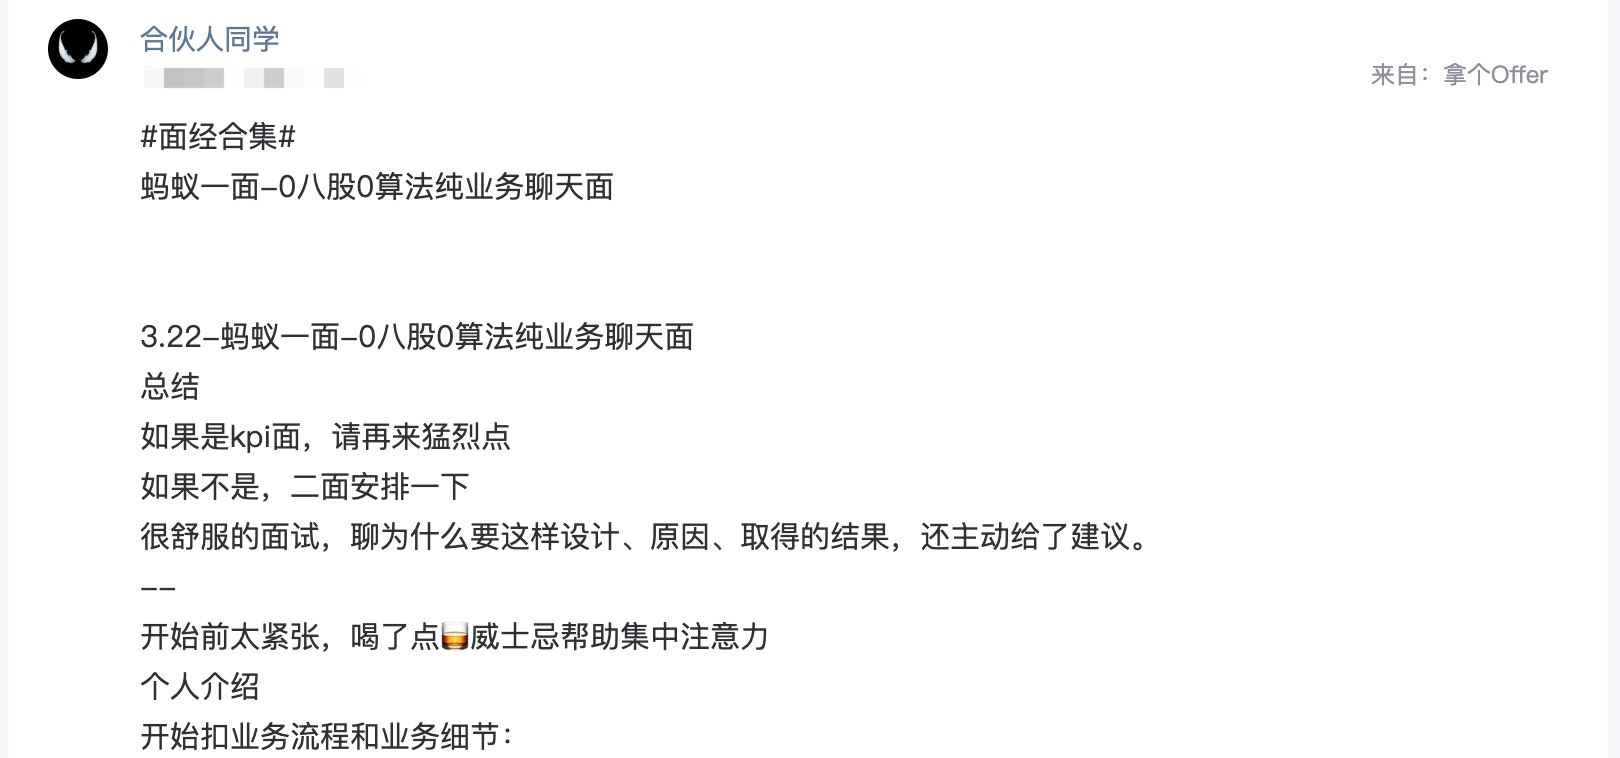 合伙人同学
来自：拿个Offer
#面经合集#
蚂蚁一面-0八股0算法纯业务聊天面
3.22-蚂蚁一面-0八股0算法纯业务聊天面
总结
如果是kpi面，请再来猛烈点
如果不是，二面安排一下
很舒服的面试，聊为什么要这样设计、原因、取得的结果，还主动给了建议。
--
开始前太紧张，喝了点🥃威士忌帮助集中注意力
个人介绍
开始扣业务流程和业务细节：